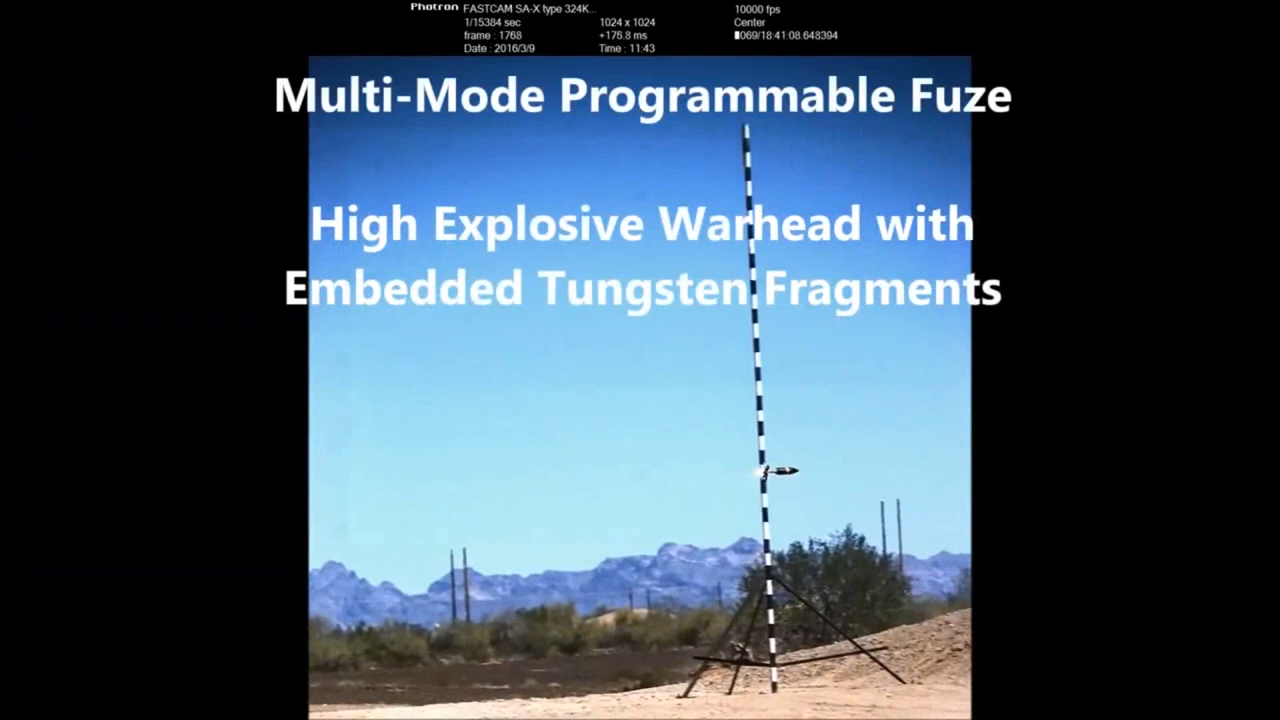 Photron FASTCAM SA-X type 324K... 10000 fps
1/15384 sec 1024 x 1024 Center
frame : 1768 +176.8 ms 069/18:41:08.648394
Date : 2016/3/9 Time : 11:43
Multi-Mode Programmable Fuze
High Explosive Warhead with
Embedded Tungsten Fragments